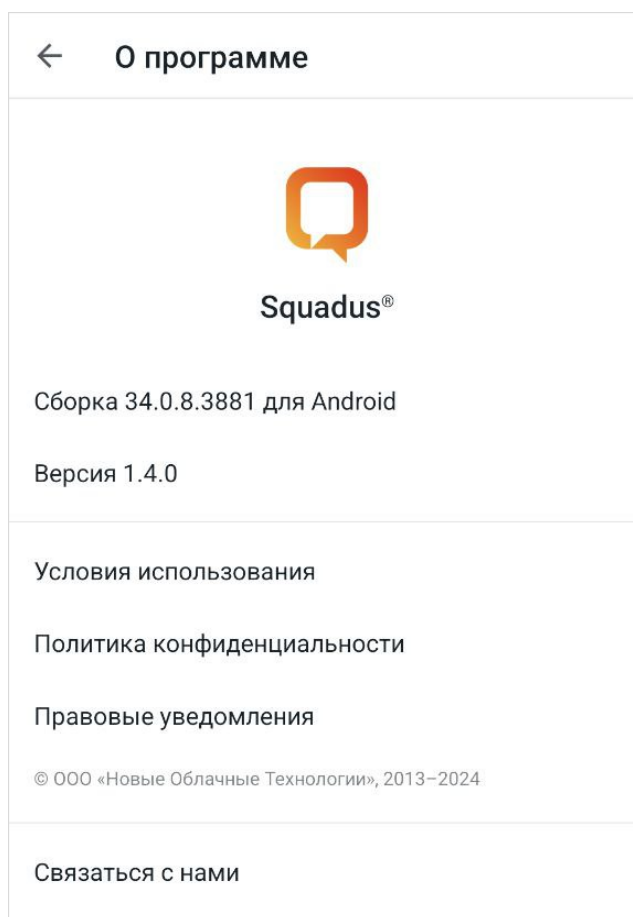 О программе
Squadus®
Сборка 34.0.8.3881 для Android
Версия 1.4.0
Условия использования
Политика конфиденциальности
Правовые уведомления
© ООО «Новые Облачные Технологии», 2013–2024
Связаться с нами